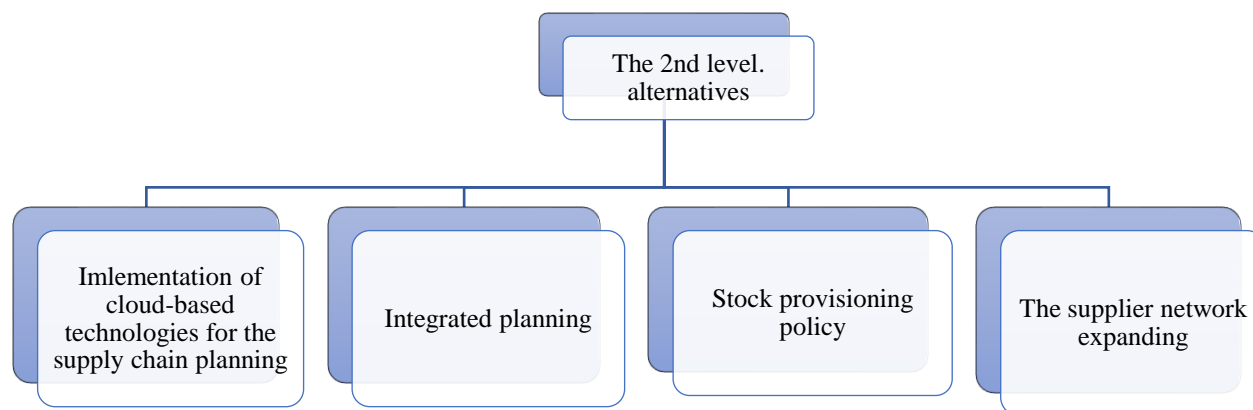 The 2nd level.
alternatives
Imlementation of
cloud-based
technologies for the
supply chain planning
Integrated planning
Stock provisioning
policy
The supplier network
expanding